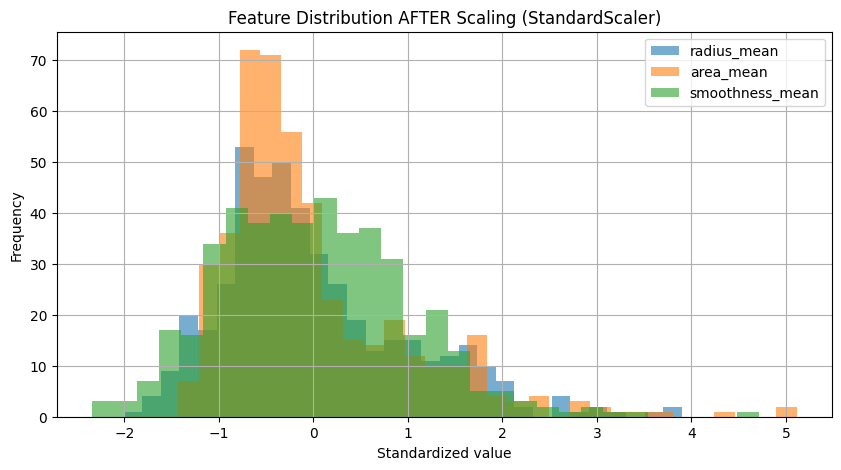 Feature Distribution AFTER Scaling (StandardScaler)
radius_mean
area_mean
smoothness_mean
Frequency
70
60
50
40
30
20
10
0
−2 −1 0 1 2 3 4 5
Standardized value